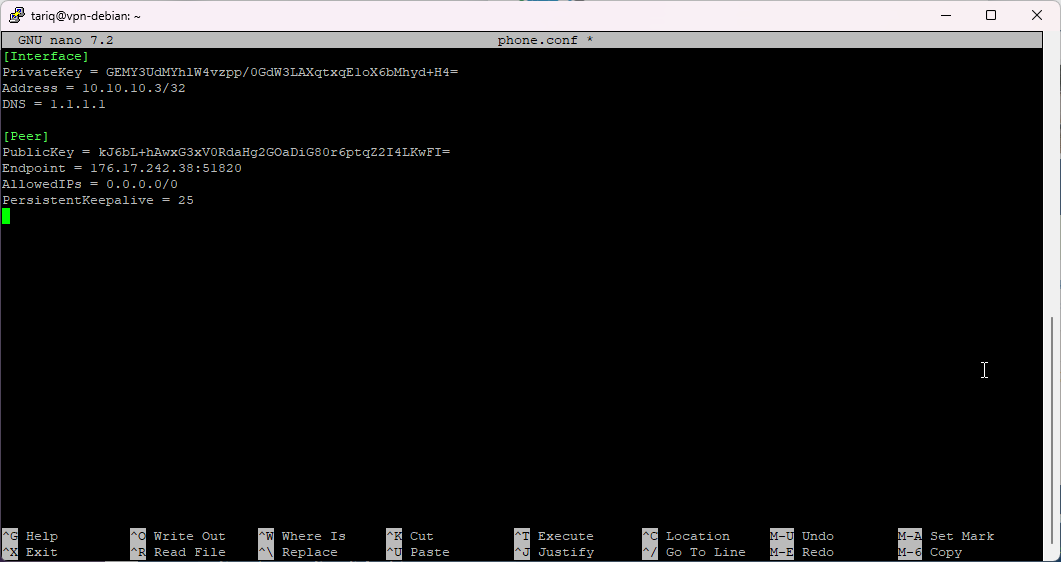 tariq@vpn-debian: ~
GNU nano 7.2 phone.conf *
[Interface]
PrivateKey = GEMY3UdMYhlW4vzpp/0GdW3LAXqtxqE1oX6bMhyd+H4=
Address = 10.10.10.3/32
DNS = 1.1.1.1
[Peer]
PublicKey = kJ6bL+hAwxG3xV0RdaHg2GOaDiG80r6ptqZ2I4LKwFI=
Endpoint = 176.17.242.38:51820
AllowedIPs = 0.0.0.0/0
PersistentKeepalive = 25
^G Help ^O Write Out ^W Where Is ^K Cut ^T Execute ^C Location M-U Undo M-A Set Mark
^X Exit ^R Read File ^\ Replace ^U Paste ^J Justify ^/ Go To Line M-E Redo M-6 Copy